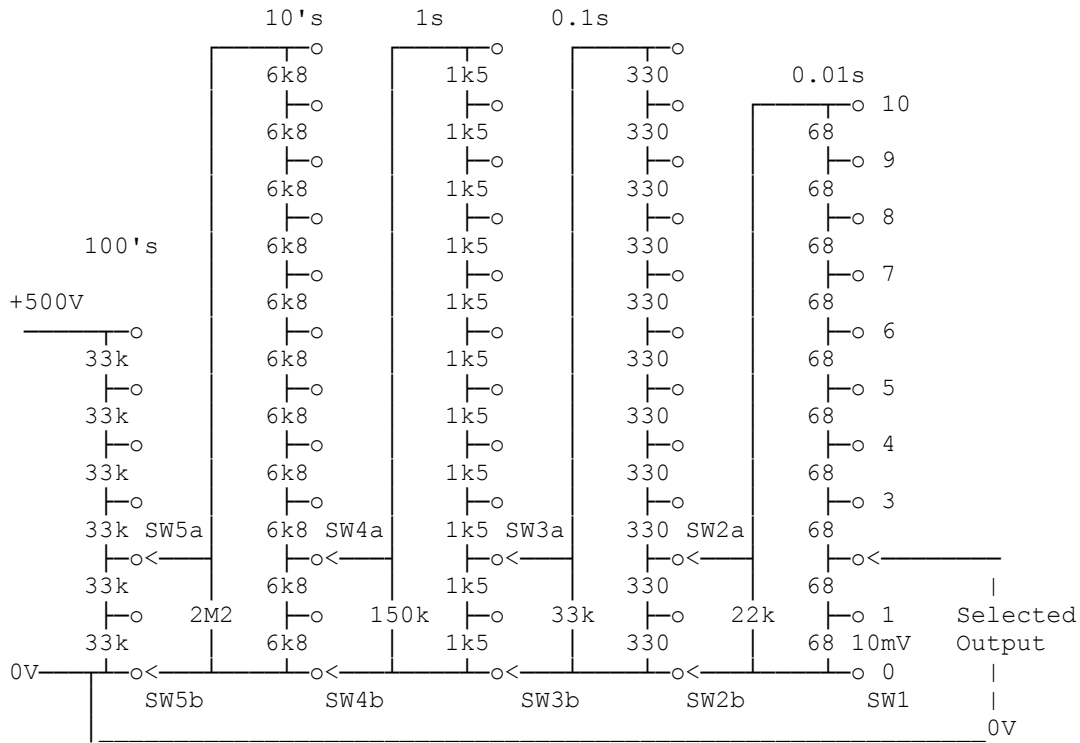 10's 1s 0.1s
6k8 1k5 330 0.01s
10
6k8 1k5 330 68
9
6k8 1k5 330 68
8
100's 6k8 1k5 330 68
7
+500V 6k8 1k5 330 68
6
33k 6k8 1k5 330 68
5
33k 6k8 1k5 330 68
4
33k 6k8 1k5 330 68
3
33k SW5a 6k8 SW4a 1k5 SW3a 330 SW2a 68
33k 6k8 1k5 330 68
2M2 150k 33k 22k 1 Selected
33k 6k8 1k5 330 68 10mV Output
0V 0
SW5b SW4b SW3b SW2b SW1
0V